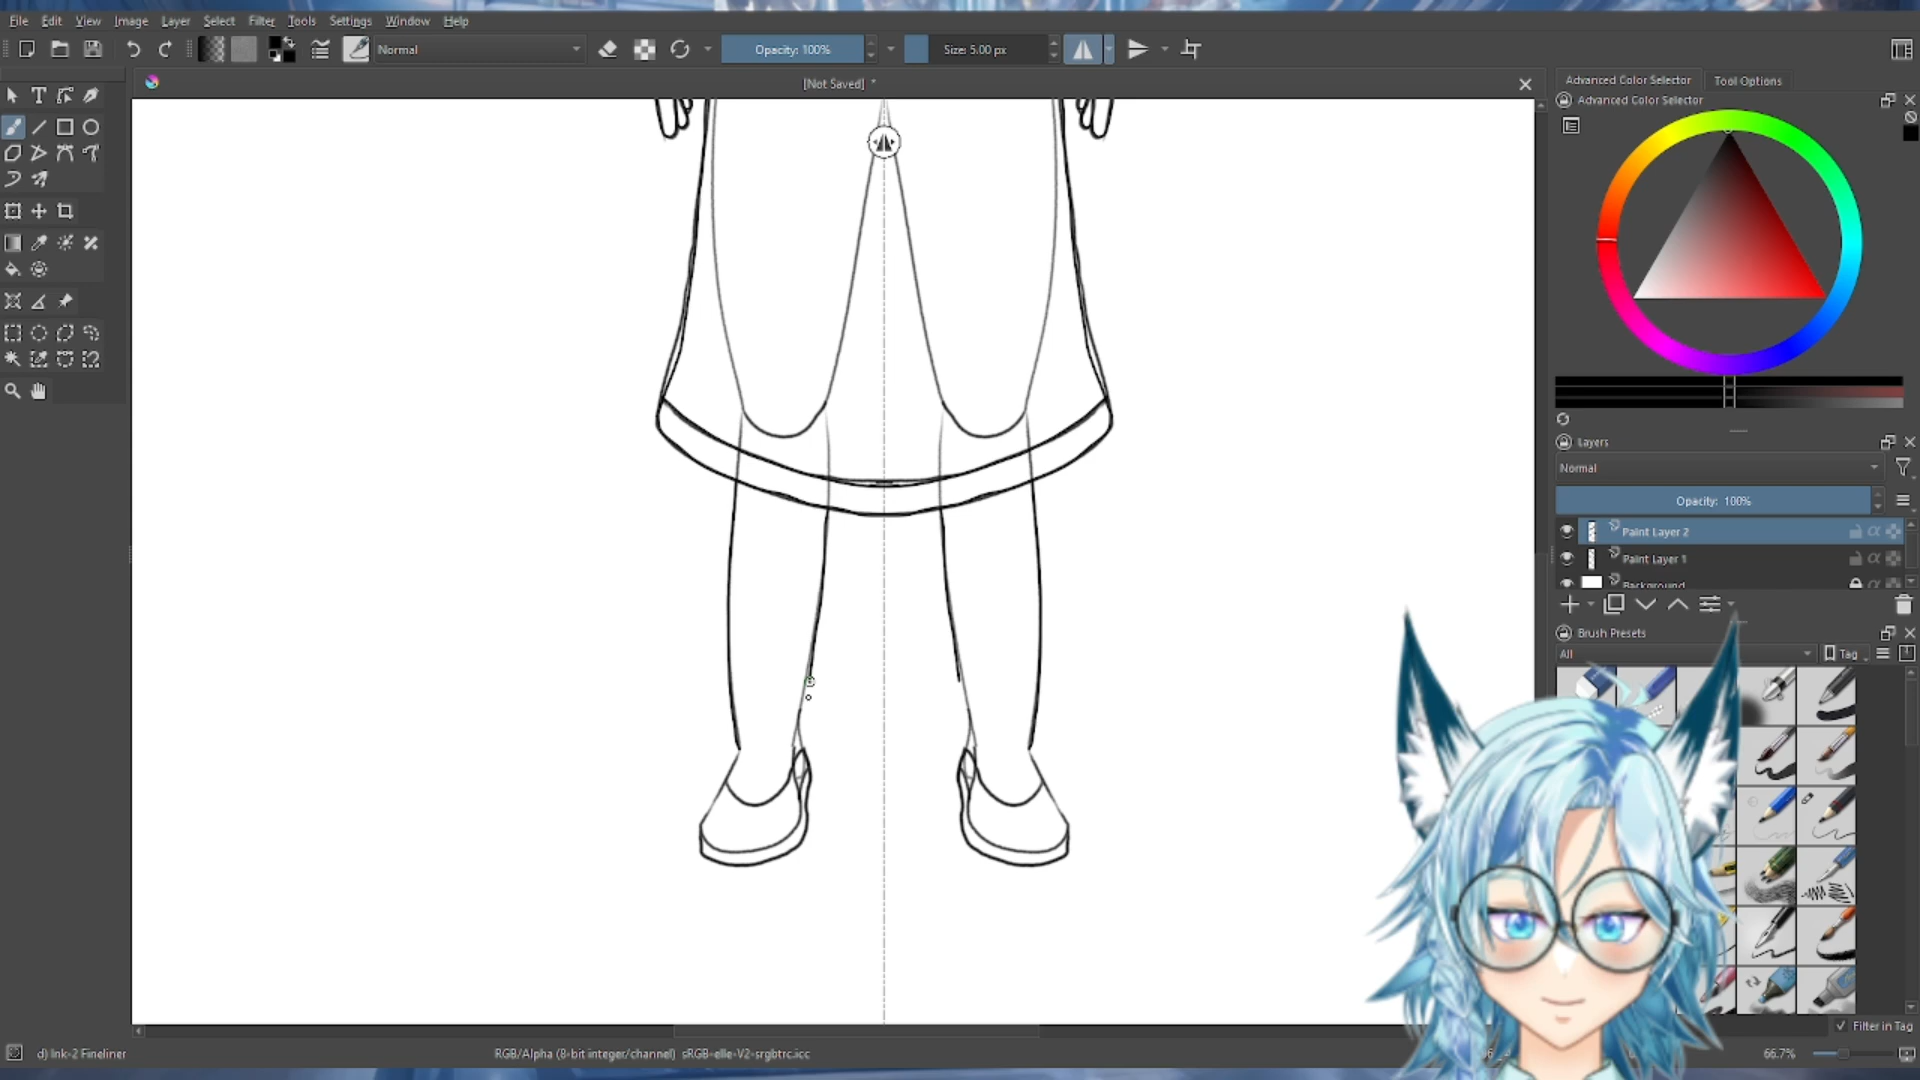 File Edit View Image Layer Select Filter Tools Settings Window Help
Normal Opacity: 100% Size: 5.00 px
[Not Saved] *
Advanced Color Selector Tool Options
Advanced Color Selector
Layers
Normal
Opacity: 100%
Paint Layer 2
Paint Layer 1
Background
Brush Presets
All Tag
Filter in Tag
d) Ink-2 Fineliner RGB/Alpha (8-bit integer/channel) sRGB-elle-V2-srgbtrc.icc 66.7%